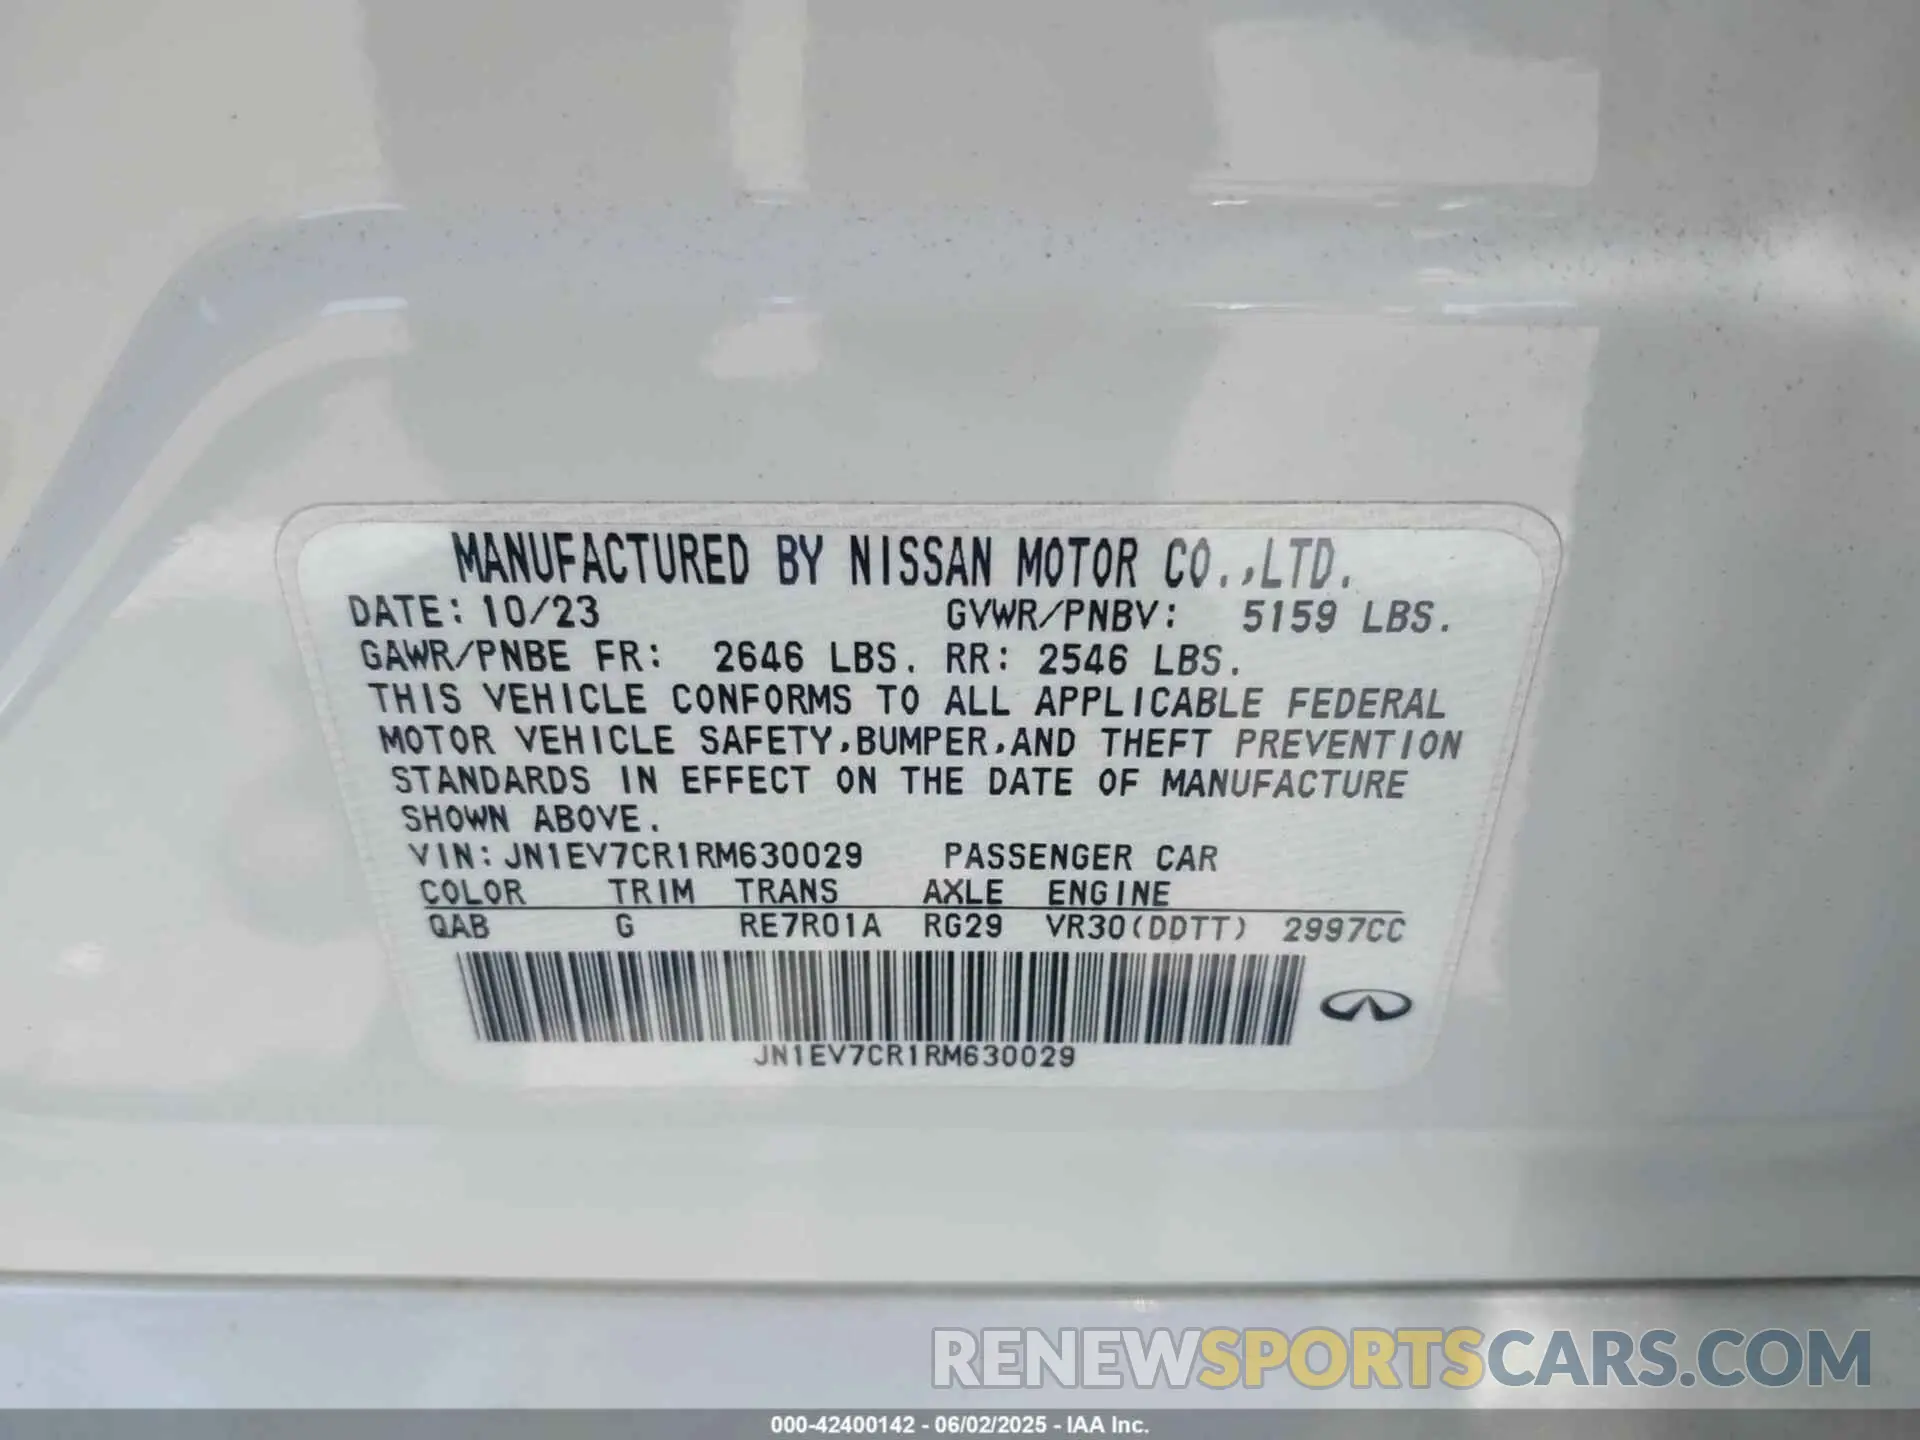 MANUFACTURED BY NISSAN MOTOR CO.,LTD.
DATE: 10/23 GVWR/PNBV: 5159 LBS.
GAWR/PNBE FR: 2646 LBS. RR: 2546 LBS.
THIS VEHICLE CONFORMS TO ALL APPLICABLE FEDERAL
MOTOR VEHICLE SAFETY,BUMPER,AND THEFT PREVENTION
STANDARDS IN EFFECT ON THE DATE OF MANUFACTURE
SHOWN ABOVE.
VIN: JN1EV7CR1RM630029 PASSENGER CAR
COLOR TRIM TRANS AXLE ENGINE
QAB G RE7R01A RG29 VR30(DDTT) 2997CC
JN1EV7CR1RM630029
RENEWSPORTSCARS.COM
000-42400142 - 06/02/2025 - IAA Inc.